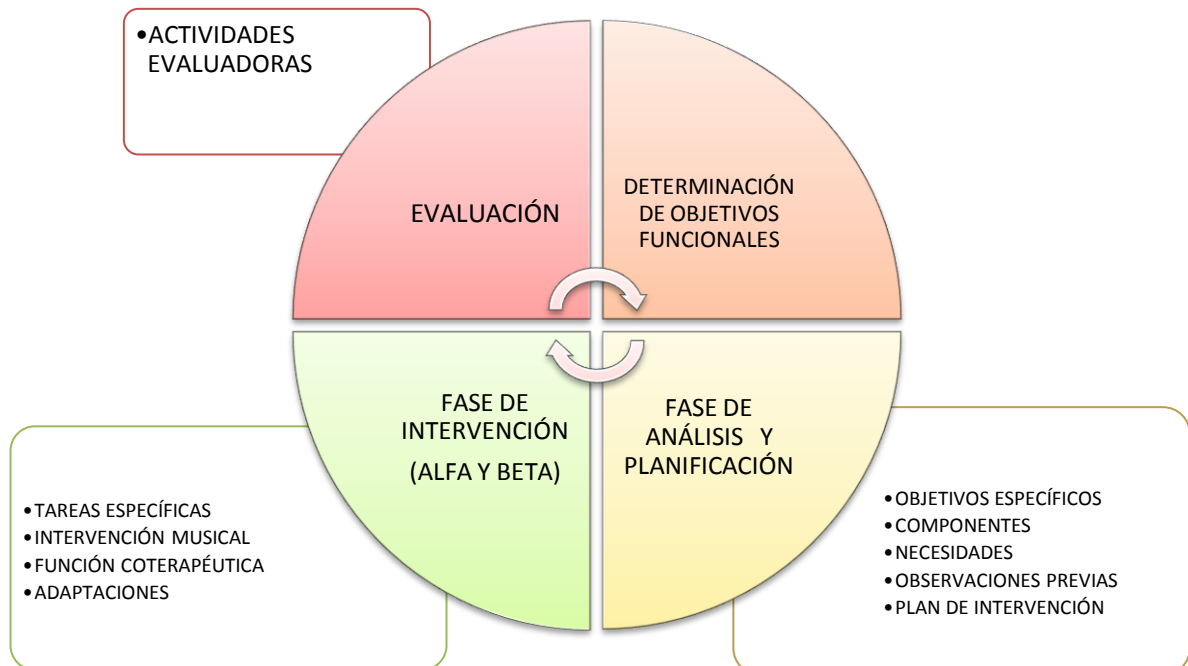 •ACTIVIDADES
EVALUADORAS
EVALUACIÓN
DETERMINACIÓN
DE OBJETIVOS
FUNCIONALES
FASE DE
INTERVENCIÓN
(ALFA Y BETA)
FASE DE
ANÁLISIS Y
PLANIFICACIÓN
•TAREAS ESPECÍFICAS
•INTERVENCIÓN MUSICAL
•FUNCIÓN COTERAPÉUTICA
•ADAPTACIONES
•OBJETIVOS ESPECÍFICOS
•COMPONENTES
•NECESIDADES
•OBSERVACIONES PREVIAS
•PLAN DE INTERVENCIÓN